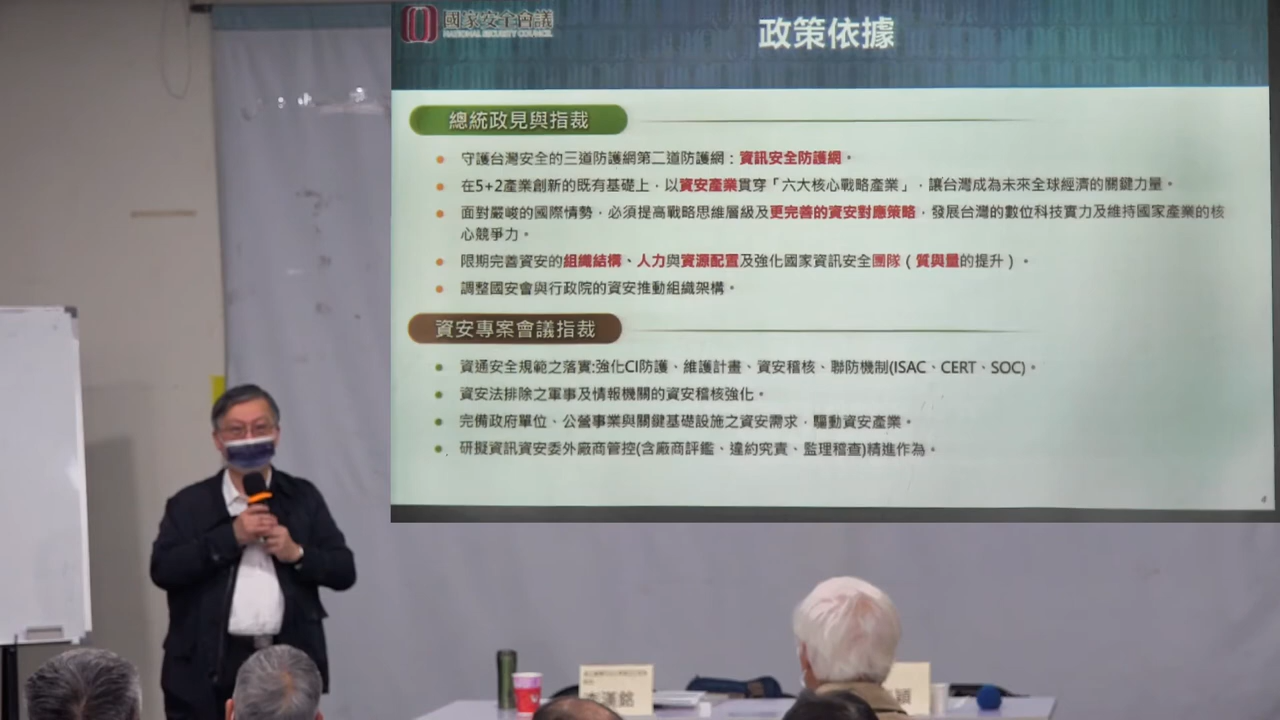 國家安全會議
NATIONAL SECURITY COUNCIL
政策依據
總統政見與指裁
守護台灣安全的三道防護網第二道防護網：資訊安全防護網。
在5+2產業創新的既有基礎上，以資安產業貫穿「六大核心戰略產業」，讓台灣成為未來全球經濟的關鍵力量。
面對嚴峻的國際情勢，必須提高戰略思維層級及更完善的資安對應策略，發展台灣的數位科技實力及維持國家產業的核
心競爭力。
限期完善資安的組織結構、人力與資源配置及強化國家資訊安全團隊（質與量的提升）。
調整國安會與行政院的資安推動組織架構。
資安專案會議指裁
資通安全規範之落實:強化CI防護、維護計畫、資安稽核、聯防機制(ISAC、CERT、SOC)。
資安法排除之軍事及情報機關的資安稽核強化。
完備政府單位、公營事業與關鍵基礎設施之資安需求，驅動資安產業。
研擬資訊資安委外廠商管控(含廠商評鑑、違約究責、監理稽查)精進作為。
4
李漢銘
穎